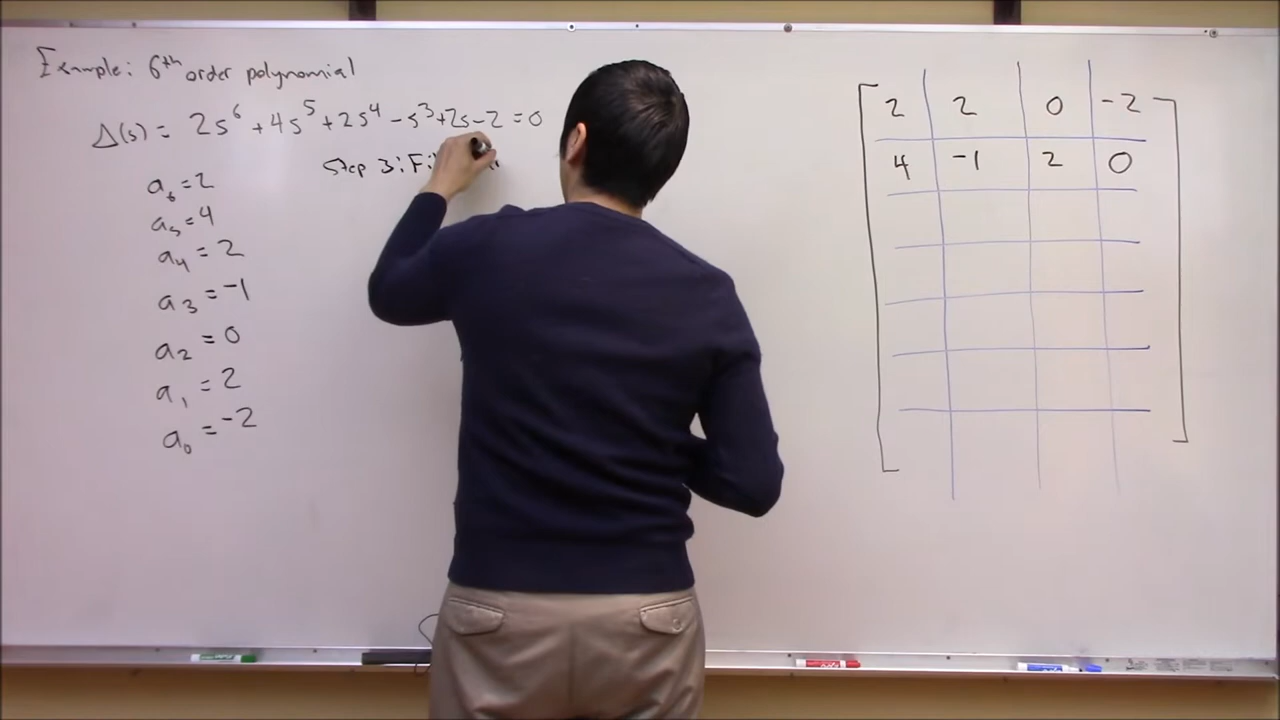 Example: 6th order polynomial
Δ(s) = 2s⁶ + 4s⁵ + 2s⁴ - s³ + 2s - 2 = 0
Step 3:
a₆ = 2
a₅ = 4
a₄ = 2
a₃ = -1
a₂ = 0
a₁ = 2
a₀ = -2
2 2 0 -2
4 -1 2 0